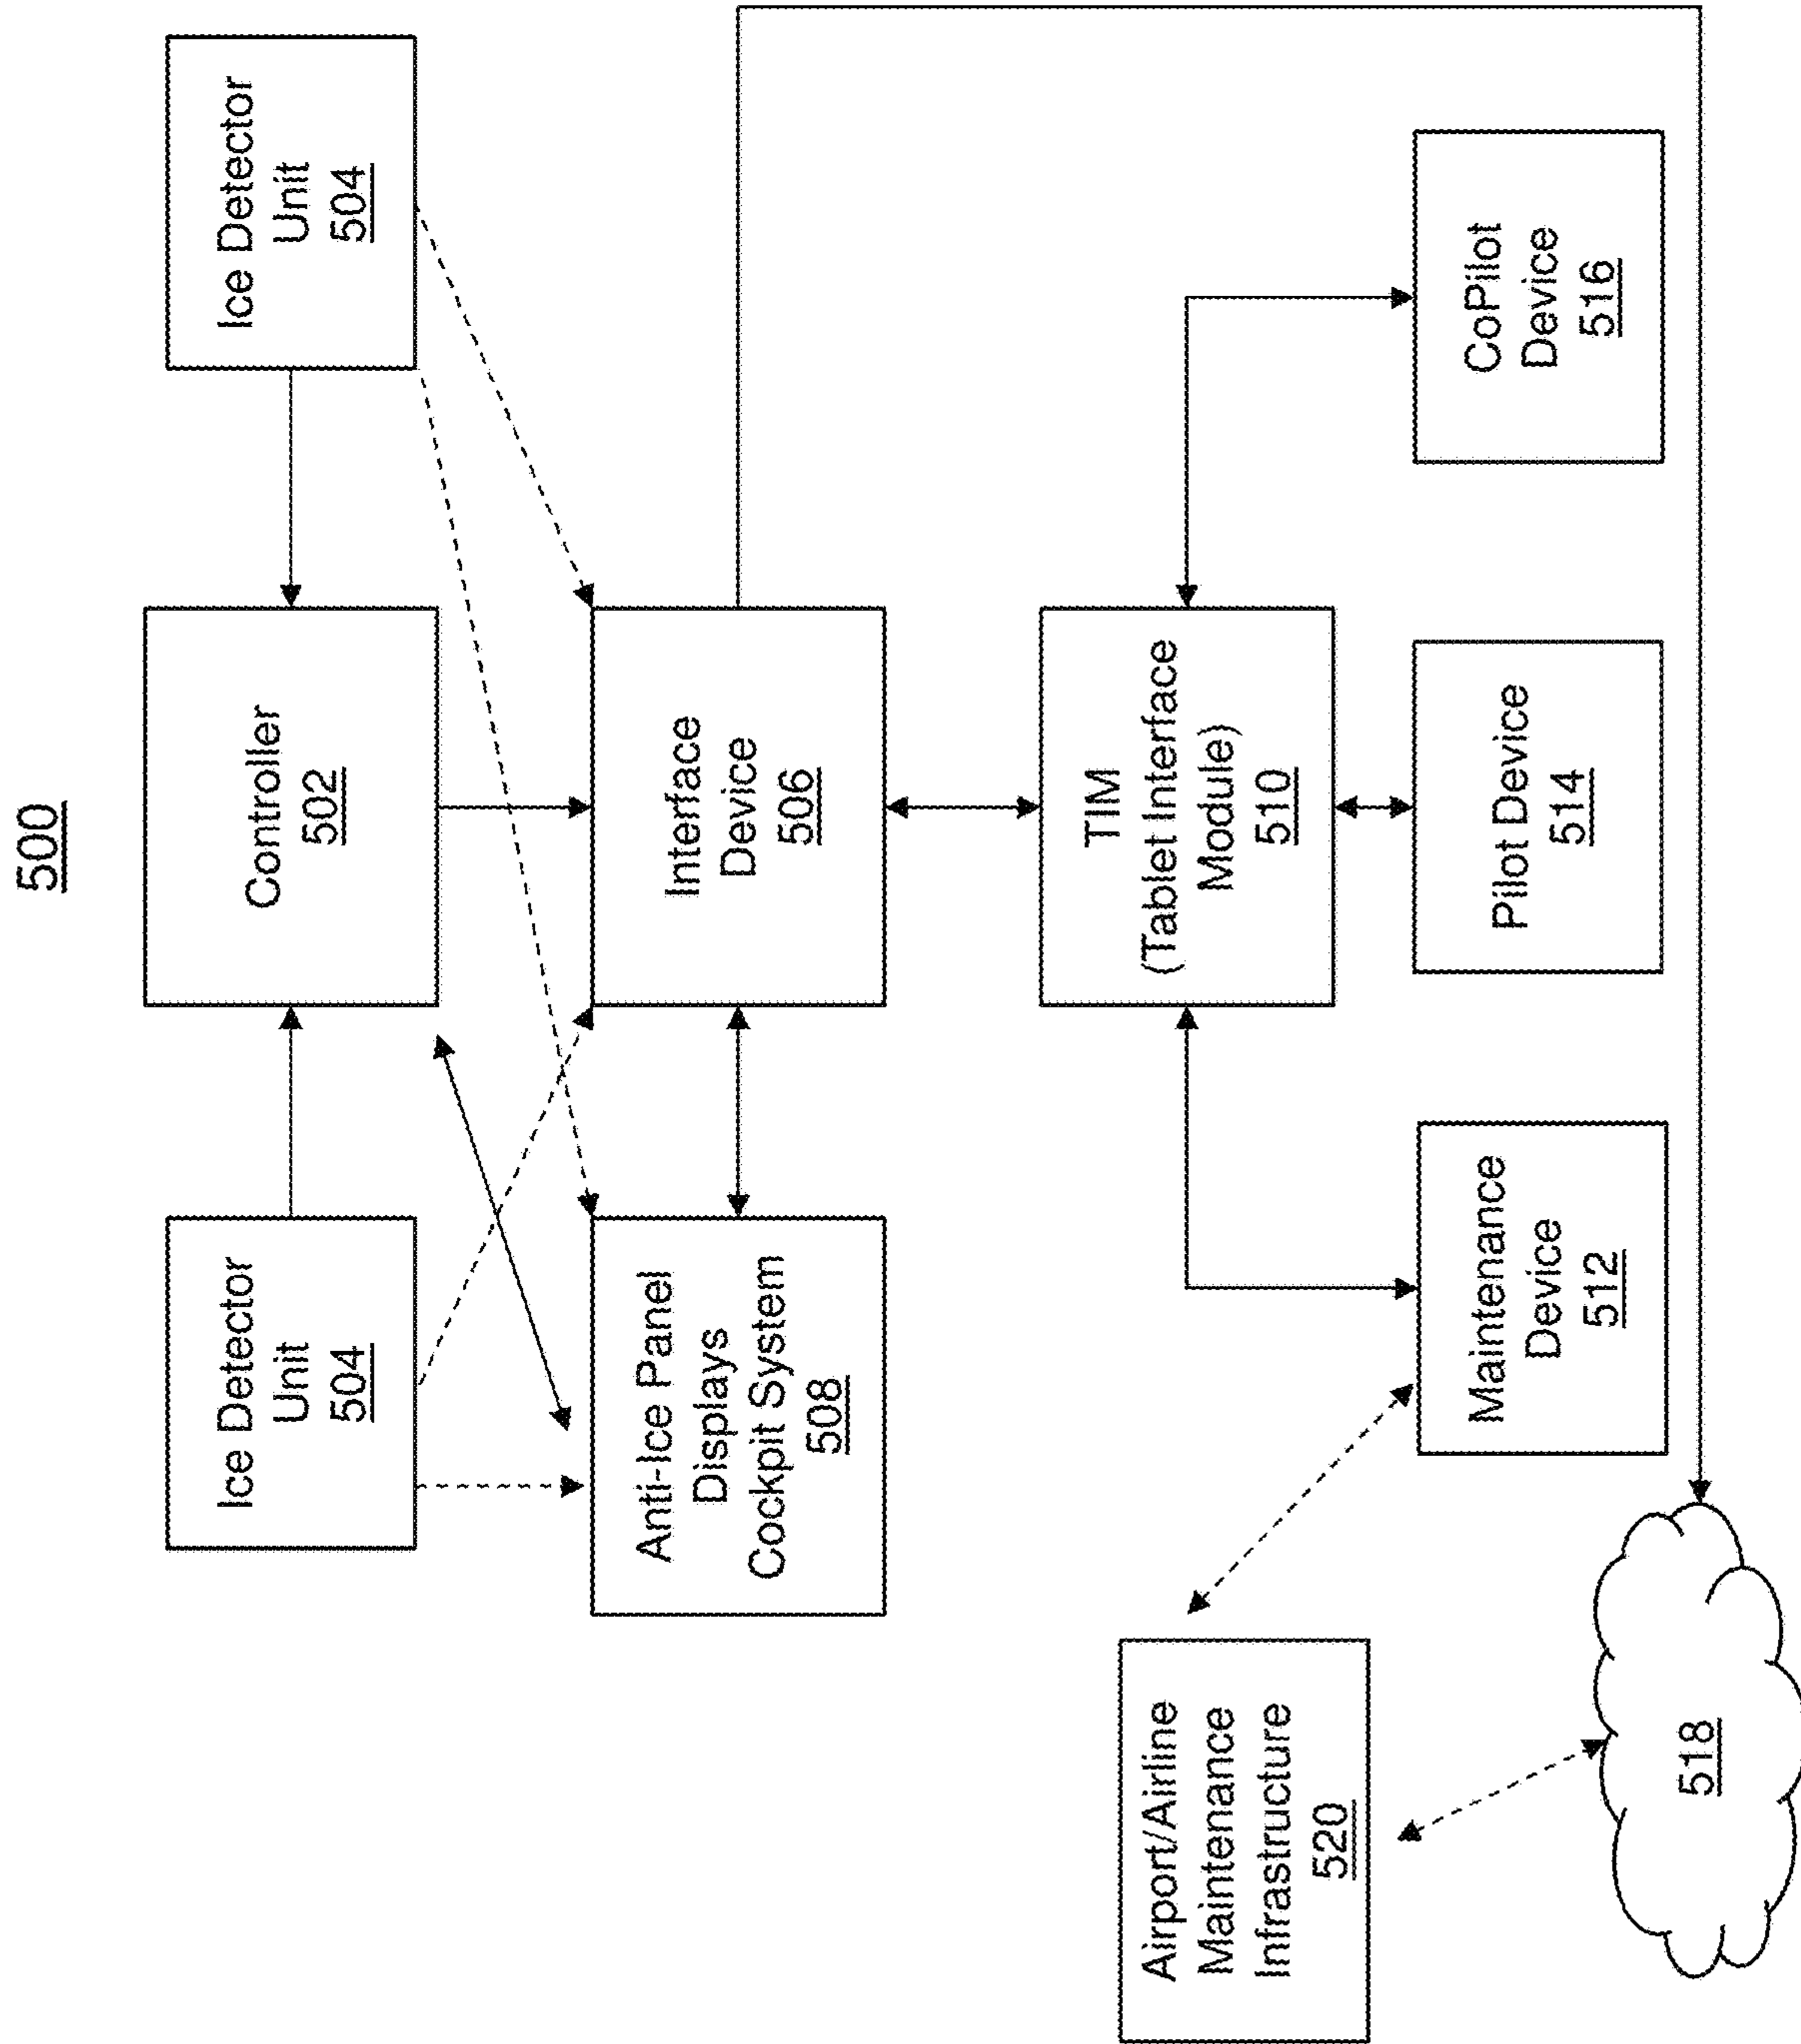 500
Ice Detector
Unit
504
Controller
502
Ice Detector
Unit
504
Anti-Ice Panel
Displays
Cockpit System
508
Interface
Device
506
TIM
(Tablet Interface
Module)
510
Airport/Airline
Maintenance
Infrastructure
520
Maintenance
Device
512
Pilot Device
514
CoPilot
Device
516
518